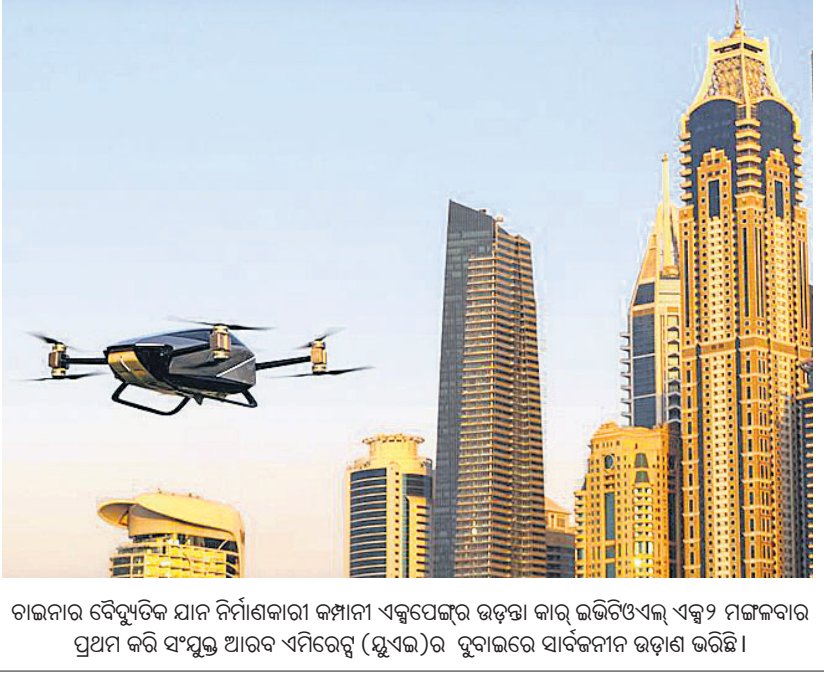 ଚାଇନାର ବୈଦ୍ୟୁତିକ ଯାନ ନିର୍ମାଣକାରୀ କମ୍ପାନୀ ଏକ୍ସପେଙ୍ଗ୍‌ର ଉଡ଼ନ୍ତା କାର୍ ଇଭିଟିଓଏଲ୍ ଏକ୍ସ୨ ମଙ୍ଗଳବାର
ପ୍ରଥମ କରି ସଂଯୁକ୍ତ ଆରବ ଏମିରେଟ୍ସ (ୟୁଏଇ)ର ଦୁବାଇରେ ସାର୍ବଜନୀନ ଉଡ଼ାଣ ଭରିଛି।